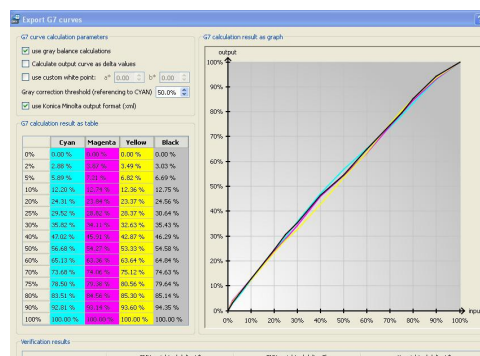 Export G7 curves
G7 curve calculation parameters
use gray balance calculations
Calculate output curve as delta values
use custom white point: a* 0.00 b* 0.00
Gray correction threshold (referencing to CYAN) 50.0%
use Konica Minolta output format (xml)
G7 calculation result as table
Cyan Magenta Yellow Black
0% 0.00 % 0.00 % 0.00 % 0.00 %
2% 2.88 % 3.49 % 3.03 %
5% 5.89 % 6.82 % 6.69 %
10% 12.20 % 12.36 % 12.75 %
20% 24.31 % 23.37 % 24.56 %
25% 29.52 % 28.37 % 30.64 %
30% 35.82 % 32.63 % 35.43 %
40% 47.02 % 42.87 % 46.29 %
50% 56.68 % 53.33 % 54.58 %
60% 65.13 % 63.64 % 64.84 %
70% 73.68 % 75.12 % 74.63 %
75% 78.50 % 80.56 % 79.64 %
80% 83.51 % 85.30 % 85.14 %
90% 92.81 % 93.60 % 94.35 %
100% 100.00 % 100.00 % 100.00 % 100.00 %
G7 calculation result as graph
output
100%
90%
80%
70%
60%
50%
40%
30%
20%
10%
0%
0% 10% 20% 30% 40% 50% 60% 70% 80% 90% 100%
input
Verification results